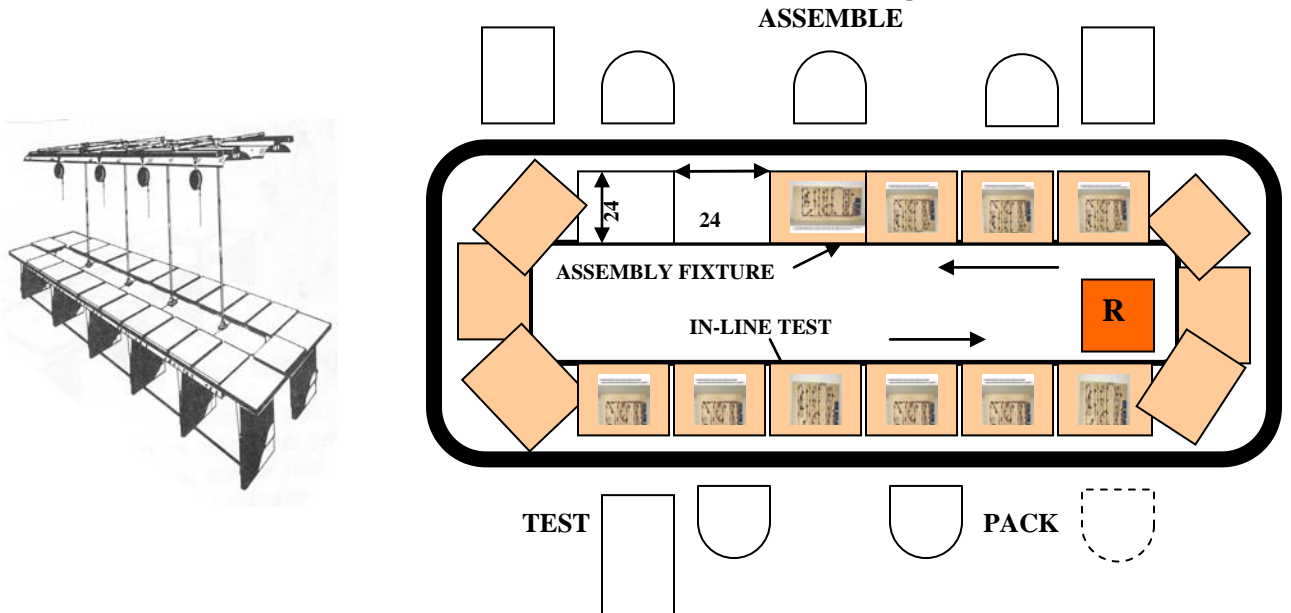 ASSEMBLE
24
24
ASSEMBLY FIXTURE
R
IN-LINE TEST
TEST
PACK